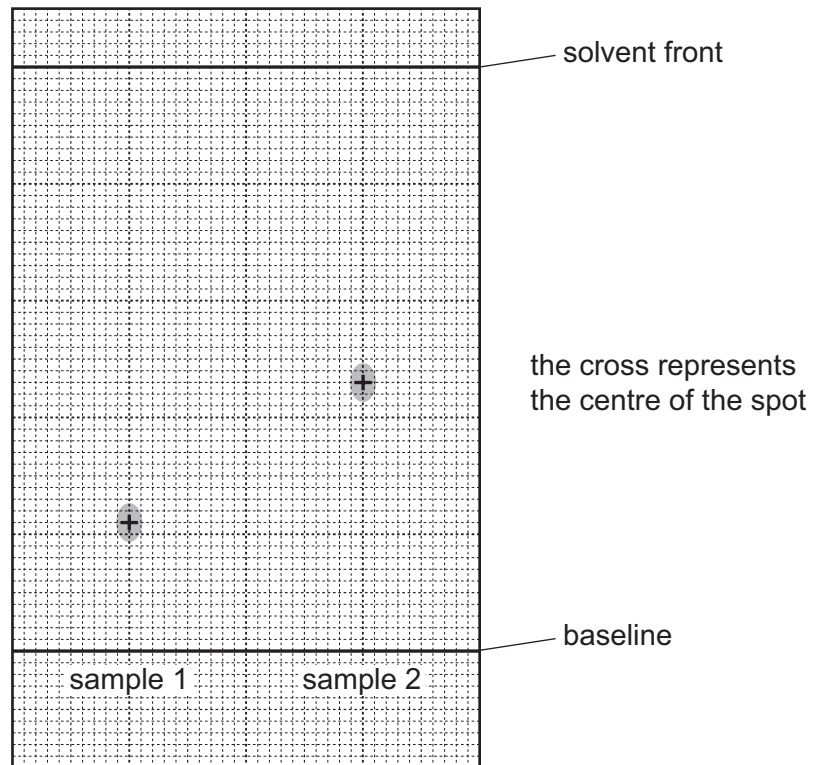 solvent front
the cross represents
the centre of the spot
baseline
sample 1
sample 2